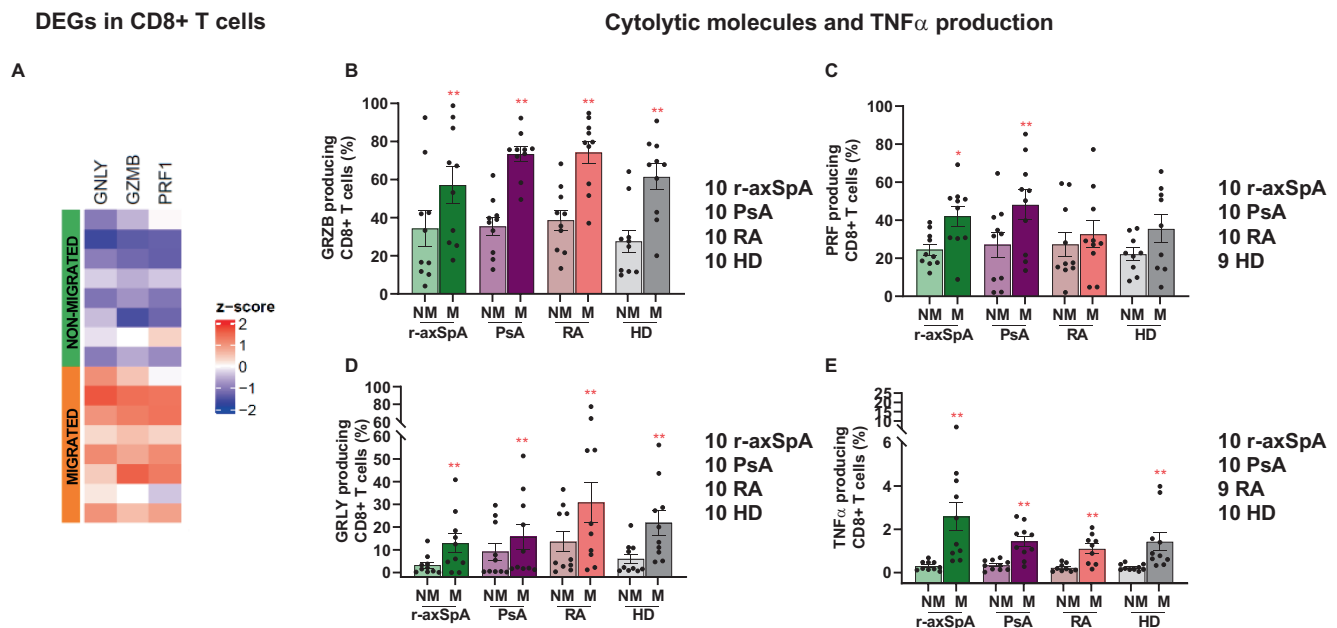 DEGs in CD8+ T cells
Cytolytic molecules and TNFα production
A
GNLY
GZMB
PRF1
NON-MIGRATED
MIGRATED
z-score
2
1
0
−1
−2
B
GRZB producing
CD8+ T cells (%)
100
80
60
40
20
0
**
**
**
**
NM M NM M NM M NM M
r-axSpA PsA RA HD
10 r-axSpA
10 PsA
10 RA
10 HD
C
PRF producing
CD8+ T cells (%)
100
80
60
40
20
0
*
**
NM M NM M NM M NM M
r-axSpA PsA RA HD
10 r-axSpA
10 PsA
10 RA
9 HD
D
GRLY producing
CD8+ T cells (%)
100
80
60
60
50
40
30
20
10
0
**
**
**
**
NM M NM M NM M NM M
r-axSpA PsA RA HD
10 r-axSpA
10 PsA
10 RA
10 HD
E
TNFα producing
CD8+ T cells (%)
25
20
15
10
6
4
2
0
**
**
**
**
NM M NM M NM M NM M
r-axSpA PsA RA HD
10 r-axSpA
10 PsA
9 RA
10 HD